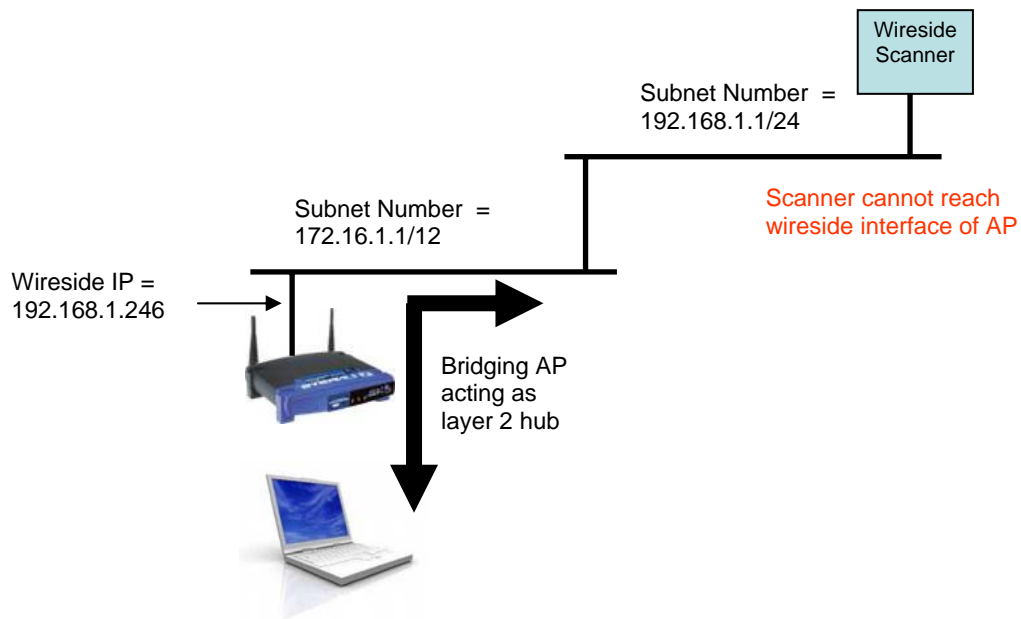 Wireside
Scanner
Subnet Number =
192.168.1.1/24
Scanner cannot reach
wireside interface of AP
Subnet Number =
172.16.1.1/12
Wireside IP =
192.168.1.246
Bridging AP
acting as
layer 2 hub